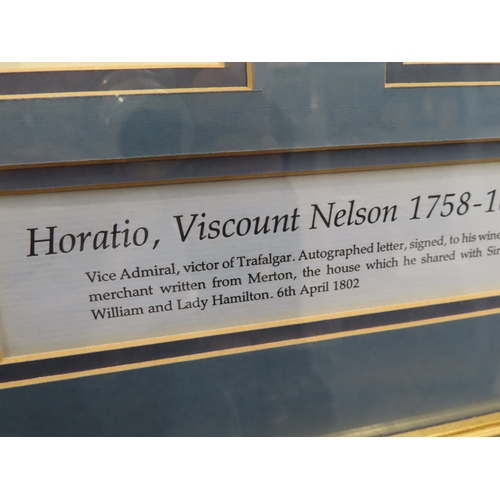 Horatio, Viscount Nelson 1758-18
Vice Admiral, victor of Trafalgar. Autographed letter, signed, to his wine
merchant written from Merton, the house which he shared with Sir
William and Lady Hamilton. 6th April 1802